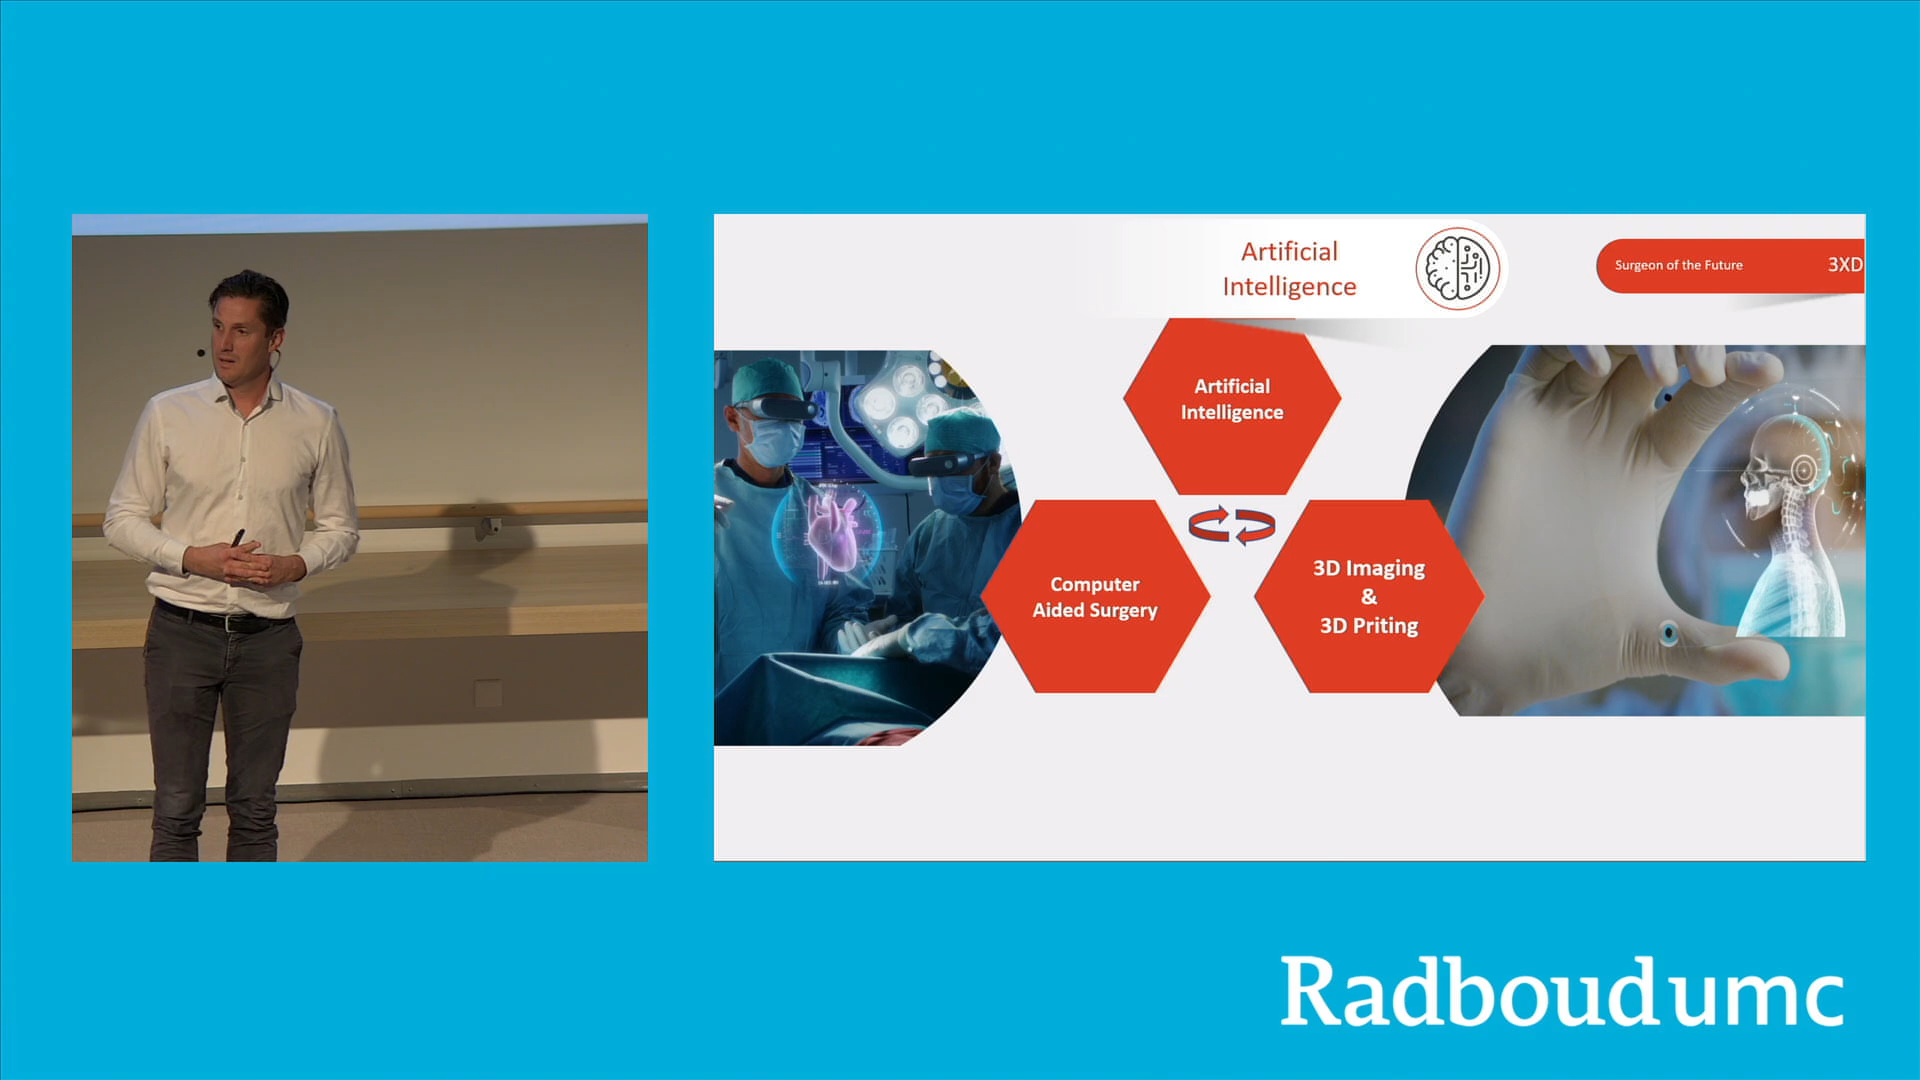 Artificial
Intelligence
Surgeon of the Future
3XD
Artificial
Intelligence
Computer
Aided Surgery
3D Imaging
&
3D Priting
Radboudumc